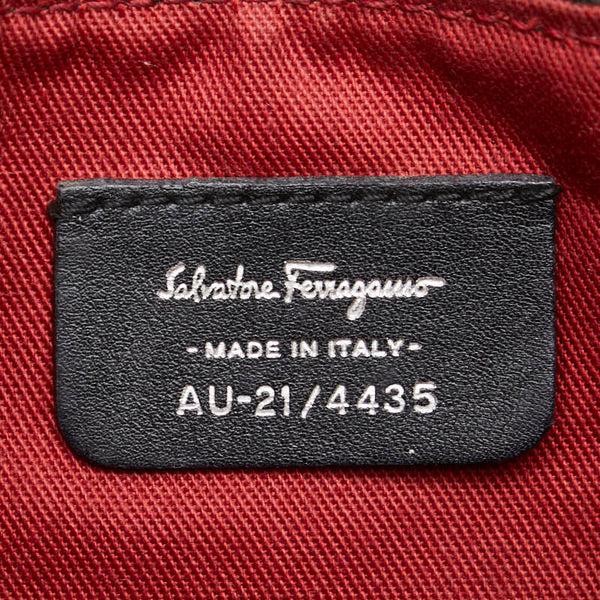 Salvatore Ferragamo
- MADE IN ITALY -
AU-21/4435